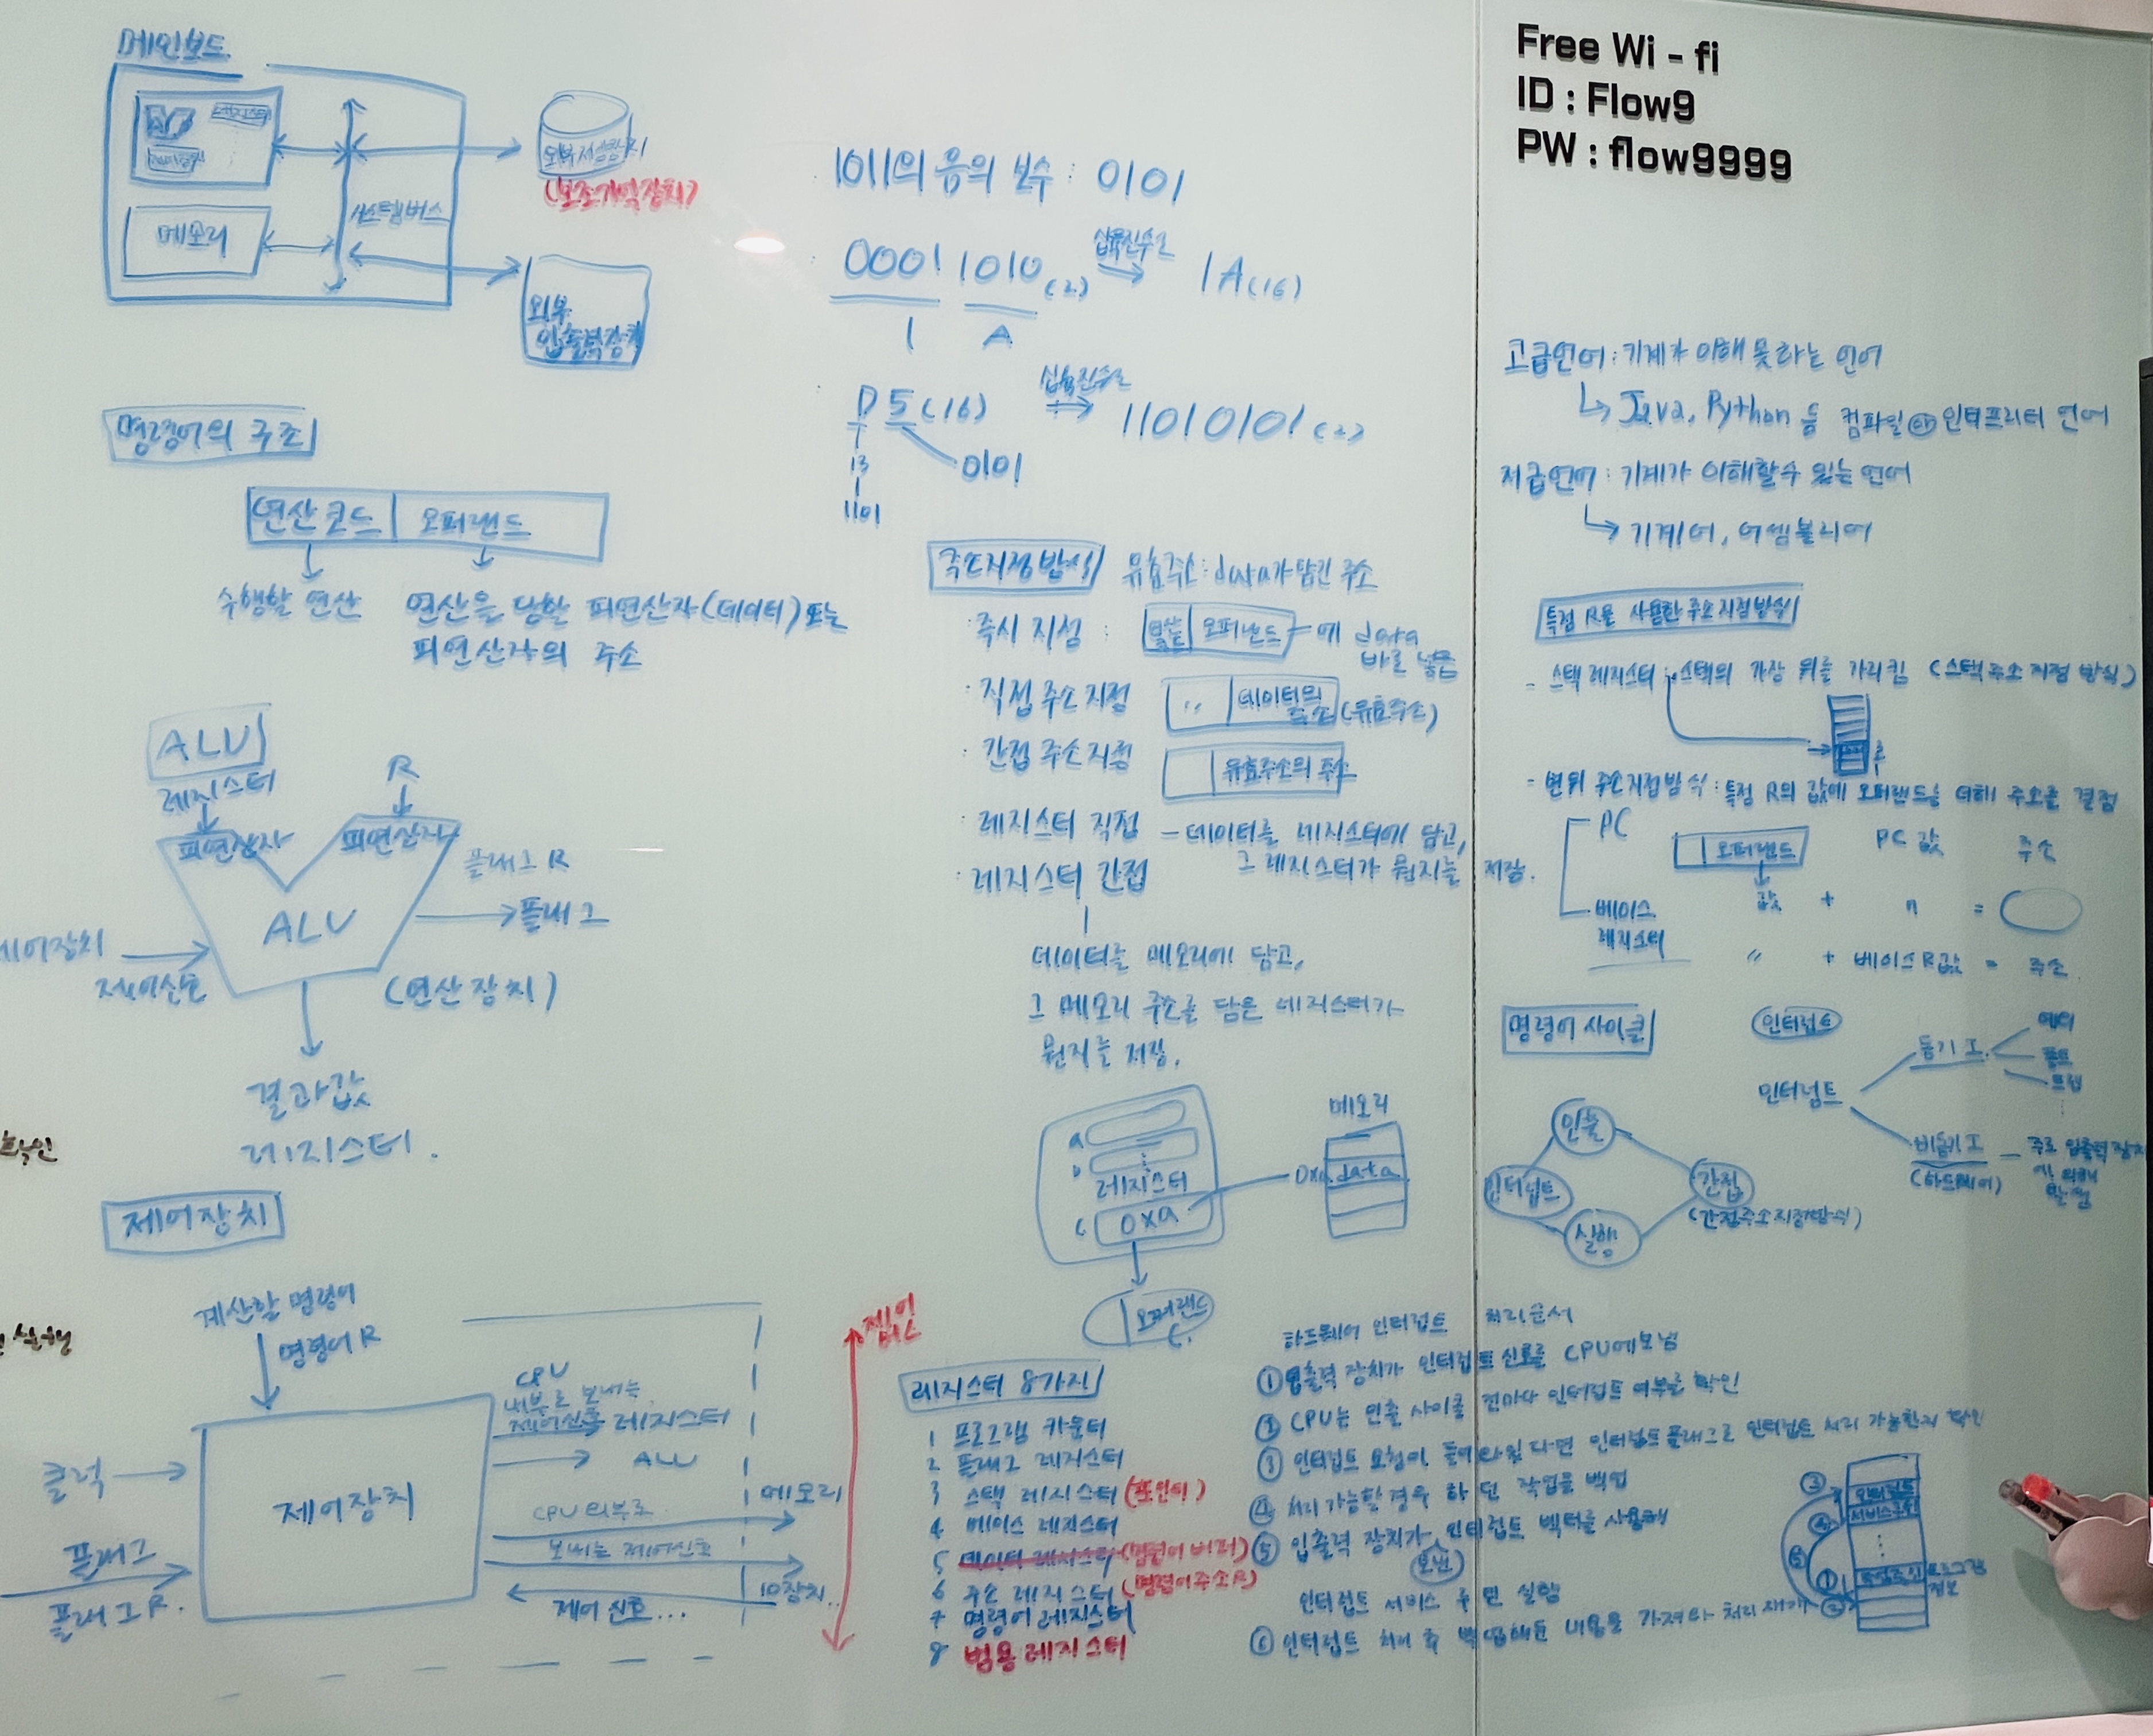 메인보드
메모리
시스템버스
외부저장장치
(보조기억장치)
외부
입출력장치
명령어의 구조
연산코드 오퍼랜드
수행할 연산
연산을 당할 피연산자(데이터) 또는
피연산자의 주소
ALU
레지스터
R
피연산자
피연산자
플래그 R
플래그
ALU
제어장치
제어신호
(연산장치)
결과값
레지스터.
확인
제어장치
계산할 명령어
명령어 R
CPU
내부로 보내는
제어신호 레지스터
ALU
클럭
제어장치
CPU 외부로
보내는 제어신호
메모리
플래그
플래그 R.
제어 신호...
IO장치..
1011의 음의 보수 : 0101
0001 1010(2)
십육진수로
1A(16)
1 A
D5(16)
11010101(2)
13
0101
1101
주소지정방식 유효주소: data가 담긴 주소
즉시 지정 : 오퍼랜드 에 data
바로 넣은
직접 주소 지정 〃 데이터의
주소 (유효주소)
간접 주소 지정 유효주소의 주소
레지스터 직접 - 데이터를 레지스터에 담고,
그 레지스터가 뭔지를 저장.
레지스터 간접
데이터를 메모리에 담고,
그 메모리 주소를 담은 레지스터가
뭔지를 저장.
메모리
a
b
레지스터
c 0xa
0xa data
오퍼랜드
c.
레지스터 8가지
1 프로그램 카운터
2 플래그 레지스터
3 스택 레지스터 (포인터)
4 베이스 레지스터
5 데이터 레지스터
6 주소 레지스터
7 명령어 레지스터
8 범용레지스터
Free Wi - fi
ID : Flow9
PW : flow9999
고급언어 : 기계가 이해 못하는 언어
Java, Python 등 컴파일 or 인터프리터 언어
저급언어 : 기계가 이해할수 있는 언어
기계어, 어셈블리어
특정 R을 사용한 주소지정방식
- 스택 레지스터 : 스택의 가장 위를 가리킴 (스택주소 지정 방식)
- 변위 주소지정방식 : 특정 R의 값에 오퍼랜드를 더해 주소를 결정
PC 오퍼랜드 PC 값 주소
값 + n =
베이스
레지스터
〃 + 베이스 R값 = 주소
명령어 사이클
인터럽트
인출
인터럽트
간접
(간접주소지정방식)
실행
인터럽트
동기 I.
폴트
트랩
비동기 I
(하드웨어)
주로 입출력 장치
에 의해
발생
하드웨어 인터럽트 처리순서
① 입출력 장치가 인터럽트 신호를 CPU에 보냄
② CPU는 인출 사이클 전마다 인터럽트 여부를 확인
③ 인터럽트 요청이 들어와있다면 인터럽트 플래그로 인터럽트 처리 가능한지 확인
④ 처리 가능할 경우 하던 작업을 백업
⑤ 입출력 장치가 보낸 인터럽트 벡터를 사용해
인터럽트 서비스 루틴 실행
⑥ 인터럽트 처리 후 백업해둔 내용을 가져와 처리 재개
③
④
⑤
①
②
인터럽트
서비스루틴
프로그램
정보